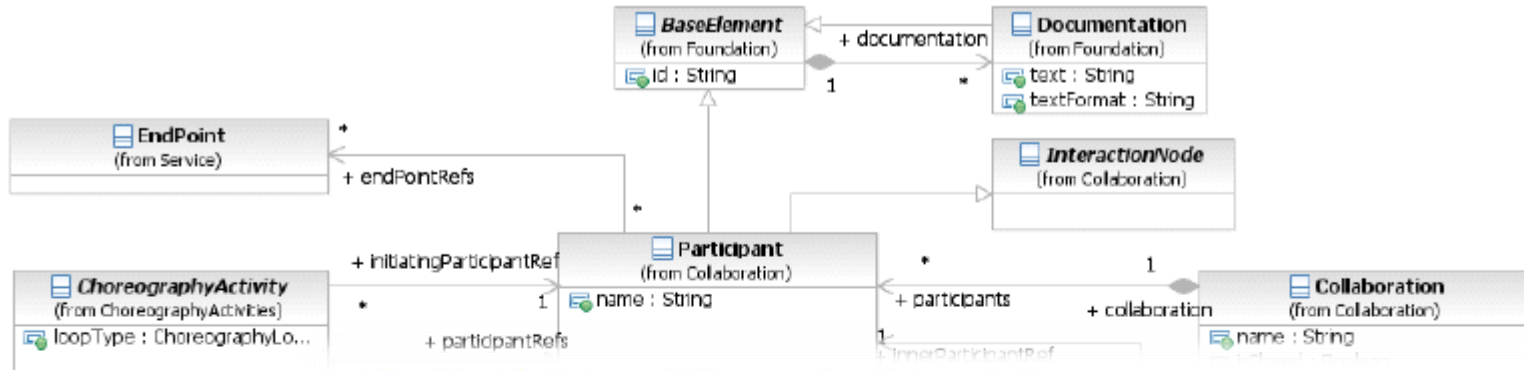 BaseElement
(from Foundation)
id : String
+ documentation
1
*
Documentation
(from Foundation)
text : String
textFormat : String
EndPoint
(from Service)
*
+ endPointRefs
*
InteractionNode
(from Collaboration)
ChoreographyActivity
(from ChoreographyActivities)
loopType : ChoreographyLo...
+ initiatingParticipantRef
*
1
+ participantRefs
Participant
(from Collaboration)
name : String
*
+ participants
1
+ collaboration
1
+ innerParticipantRef
Collaboration
(from Collaboration)
name : String